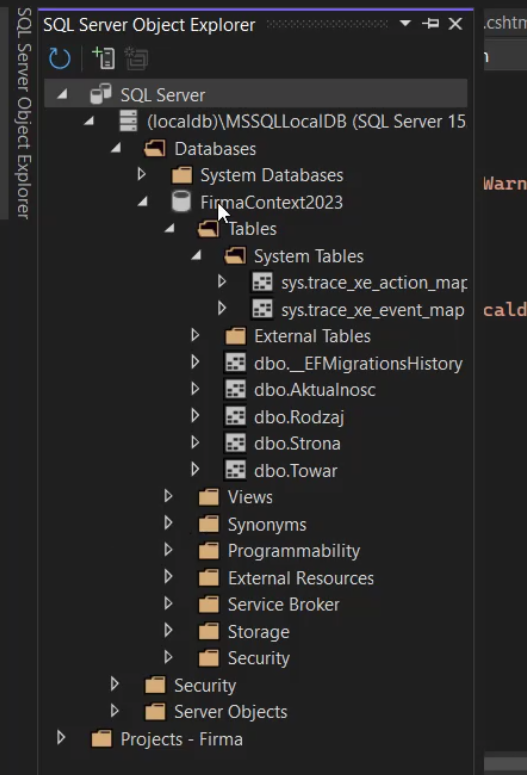 SQL Server Object Explorer
SQL Server Object Explorer
SQL Server
(localdb)\MSSQLLocalDB (SQL Server 15.
Databases
System Databases
FirmaContext2023
Tables
System Tables
sys.trace_xe_action_map
sys.trace_xe_event_map
External Tables
dbo.__EFMigrationsHistory
dbo.Aktualnosc
dbo.Rodzaj
dbo.Strona
dbo.Towar
Views
Synonyms
Programmability
External Resources
Service Broker
Storage
Security
Security
Server Objects
Projects - Firma
.cshtm
n
Warn
cald